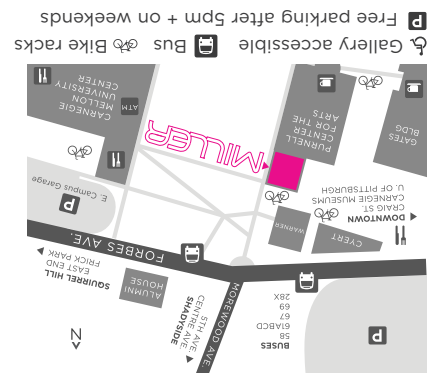 P
BUSES
58
61ABCD
67
69
28X
MOREWOOD AVE.
SHADYSIDE
CENTRE AVE.
5TH AVE.
N
ALUMNI
HOUSE
SQUIRREL HILL
EAST END
FRICK PARK
FORBES AVE.
CYERT
WARNER
DOWNTOWN
CRAIG ST.
CARNEGIE MUSEUMS
U. OF PITTSBURGH
P
E. Campus Garage
GATES
BLDG
PURNELL
CENTER
FOR THE
ARTS
MILLER
ATM
CARNEGIE
MELLON
UNIVERSITY
CENTER
Gallery accessible Bus Bike racks
P Free parking after 5pm + on weekends